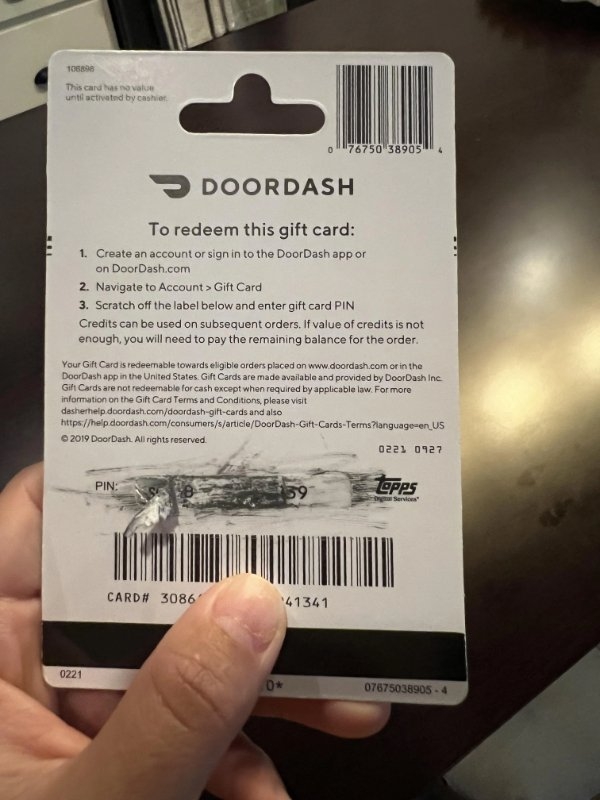 108898
This card has no value
until activated by cashier.
0 76750 38905 4
DOORDASH
To redeem this gift card:
1. Create an account or sign in to the DoorDash app or
on DoorDash.com
2. Navigate to Account > Gift Card
3. Scratch off the label below and enter gift card PIN
Credits can be used on subsequent orders. If value of credits is not
enough, you will need to pay the remaining balance for the order.
Your Gift Card is redeemable towards eligible orders placed on www.doordash.com or in the
DoorDash app in the United States. Gift Cards are made available and provided by DoorDash Inc.
Gift Cards are not redeemable for cash except when required by applicable law. For more
information on the Gift Card Terms and Conditions, please visit
dasherhelp.doordash.com/doordash-gift-cards and also
https://help.doordash.com/consumers/s/article/DoorDash-Gift-Cards-Terms?language=en_US
© 2019 DoorDash. All rights reserved.
0221 0927
PIN: 59
Topps
Digital Services
CARD# 3086 41341
0221
0*
07675038905 - 4